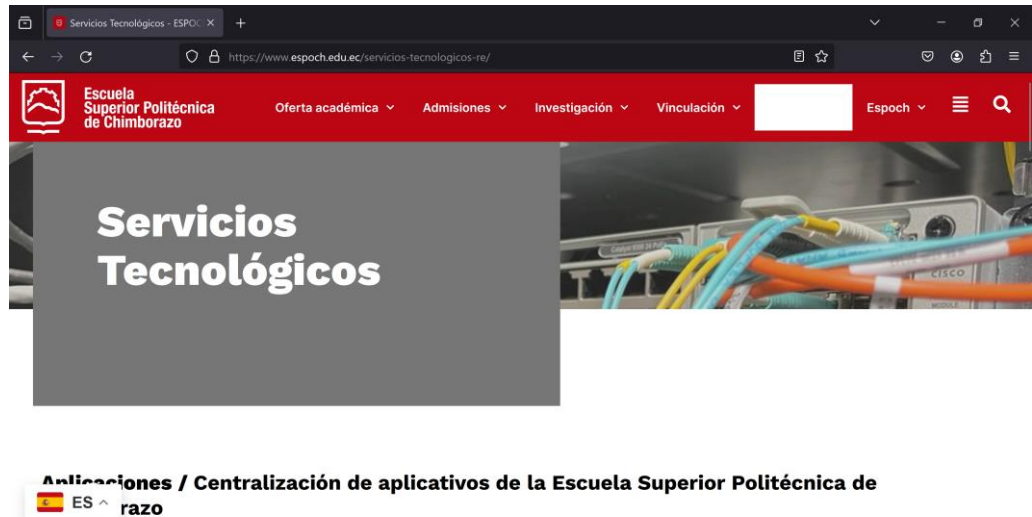 Servicios Tecnológicos - ESPOC
https://www.espoch.edu.ec/servicios-tecnologicos-re/
Escuela
Superior Politécnica
de Chimborazo
Oferta académica
Admisiones
Investigación
Vinculación
Espoch
Servicios
Tecnológicos
CISCO
MODULE
Aplicaciones / Centralización de aplicativos de la Escuela Superior Politécnica de
razo
ES